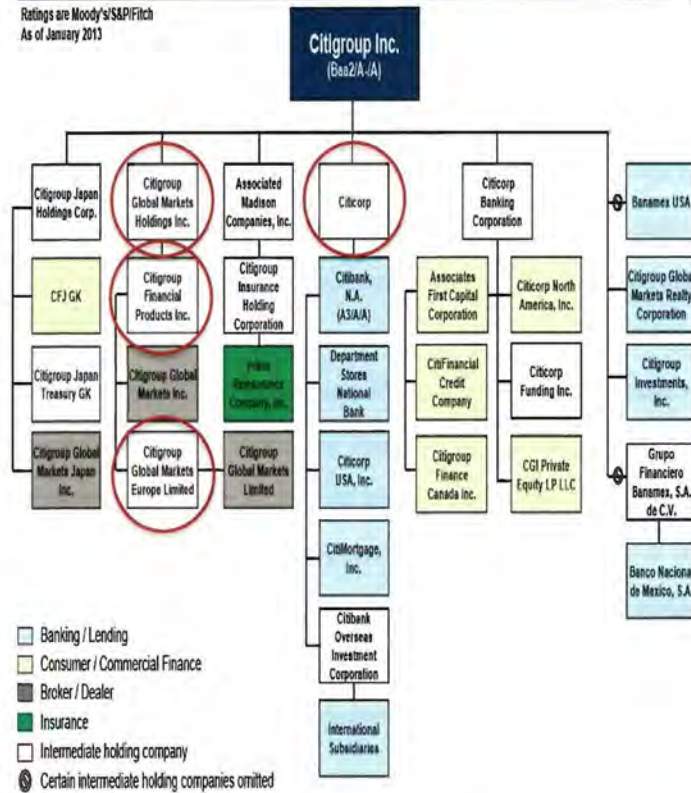 Ratings are Moody's/S&P/Fitch
As of January 2013
Citigroup Inc.
(Baa2/A-/A)
Citigroup Japan
Holdings Corp.
Citigroup
Global Markets
Holdings Inc.
Associated
Madison
Companies, Inc.
Citicorp
Citicorp
Banking
Corporation
Banamex USA
CFJ GK
Citigroup
Financial
Products Inc.
Citigroup
Insurance
Holding
Corporation
Citibank,
N.A.
(A3/A/A)
Associates
First Capital
Corporation
Citicorp North
America, Inc.
Citigroup Global
Markets Realty
Corporation
Citigroup Japan
Treasury GK
Citigroup Global
Markets Inc.
Company, Inc.
Department
Stores
National
Bank
CitiFinancial
Credit
Company
Citicorp
Funding Inc.
Citigroup
Investments,
Inc.
Citigroup Global
Markets Japan
Inc.
Citigroup
Global Markets
Europe Limited
Citigroup
Global Markets
Limited
Citicorp
USA, Inc.
Citigroup
Finance
Canada Inc.
CGI Private
Equity LP LLC
Grupo
Financiero
Banamex, S.A.
de C.V.
CitiMortgage,
Inc.
Banco Naciona
de Mexico, S.A
Citibank
Overseas
Investment
Corporation
International
Subsidiaries
Banking / Lending
Consumer / Commercial Finance
Broker / Dealer
Insurance
Intermediate holding company
Certain intermediate holding companies omitted